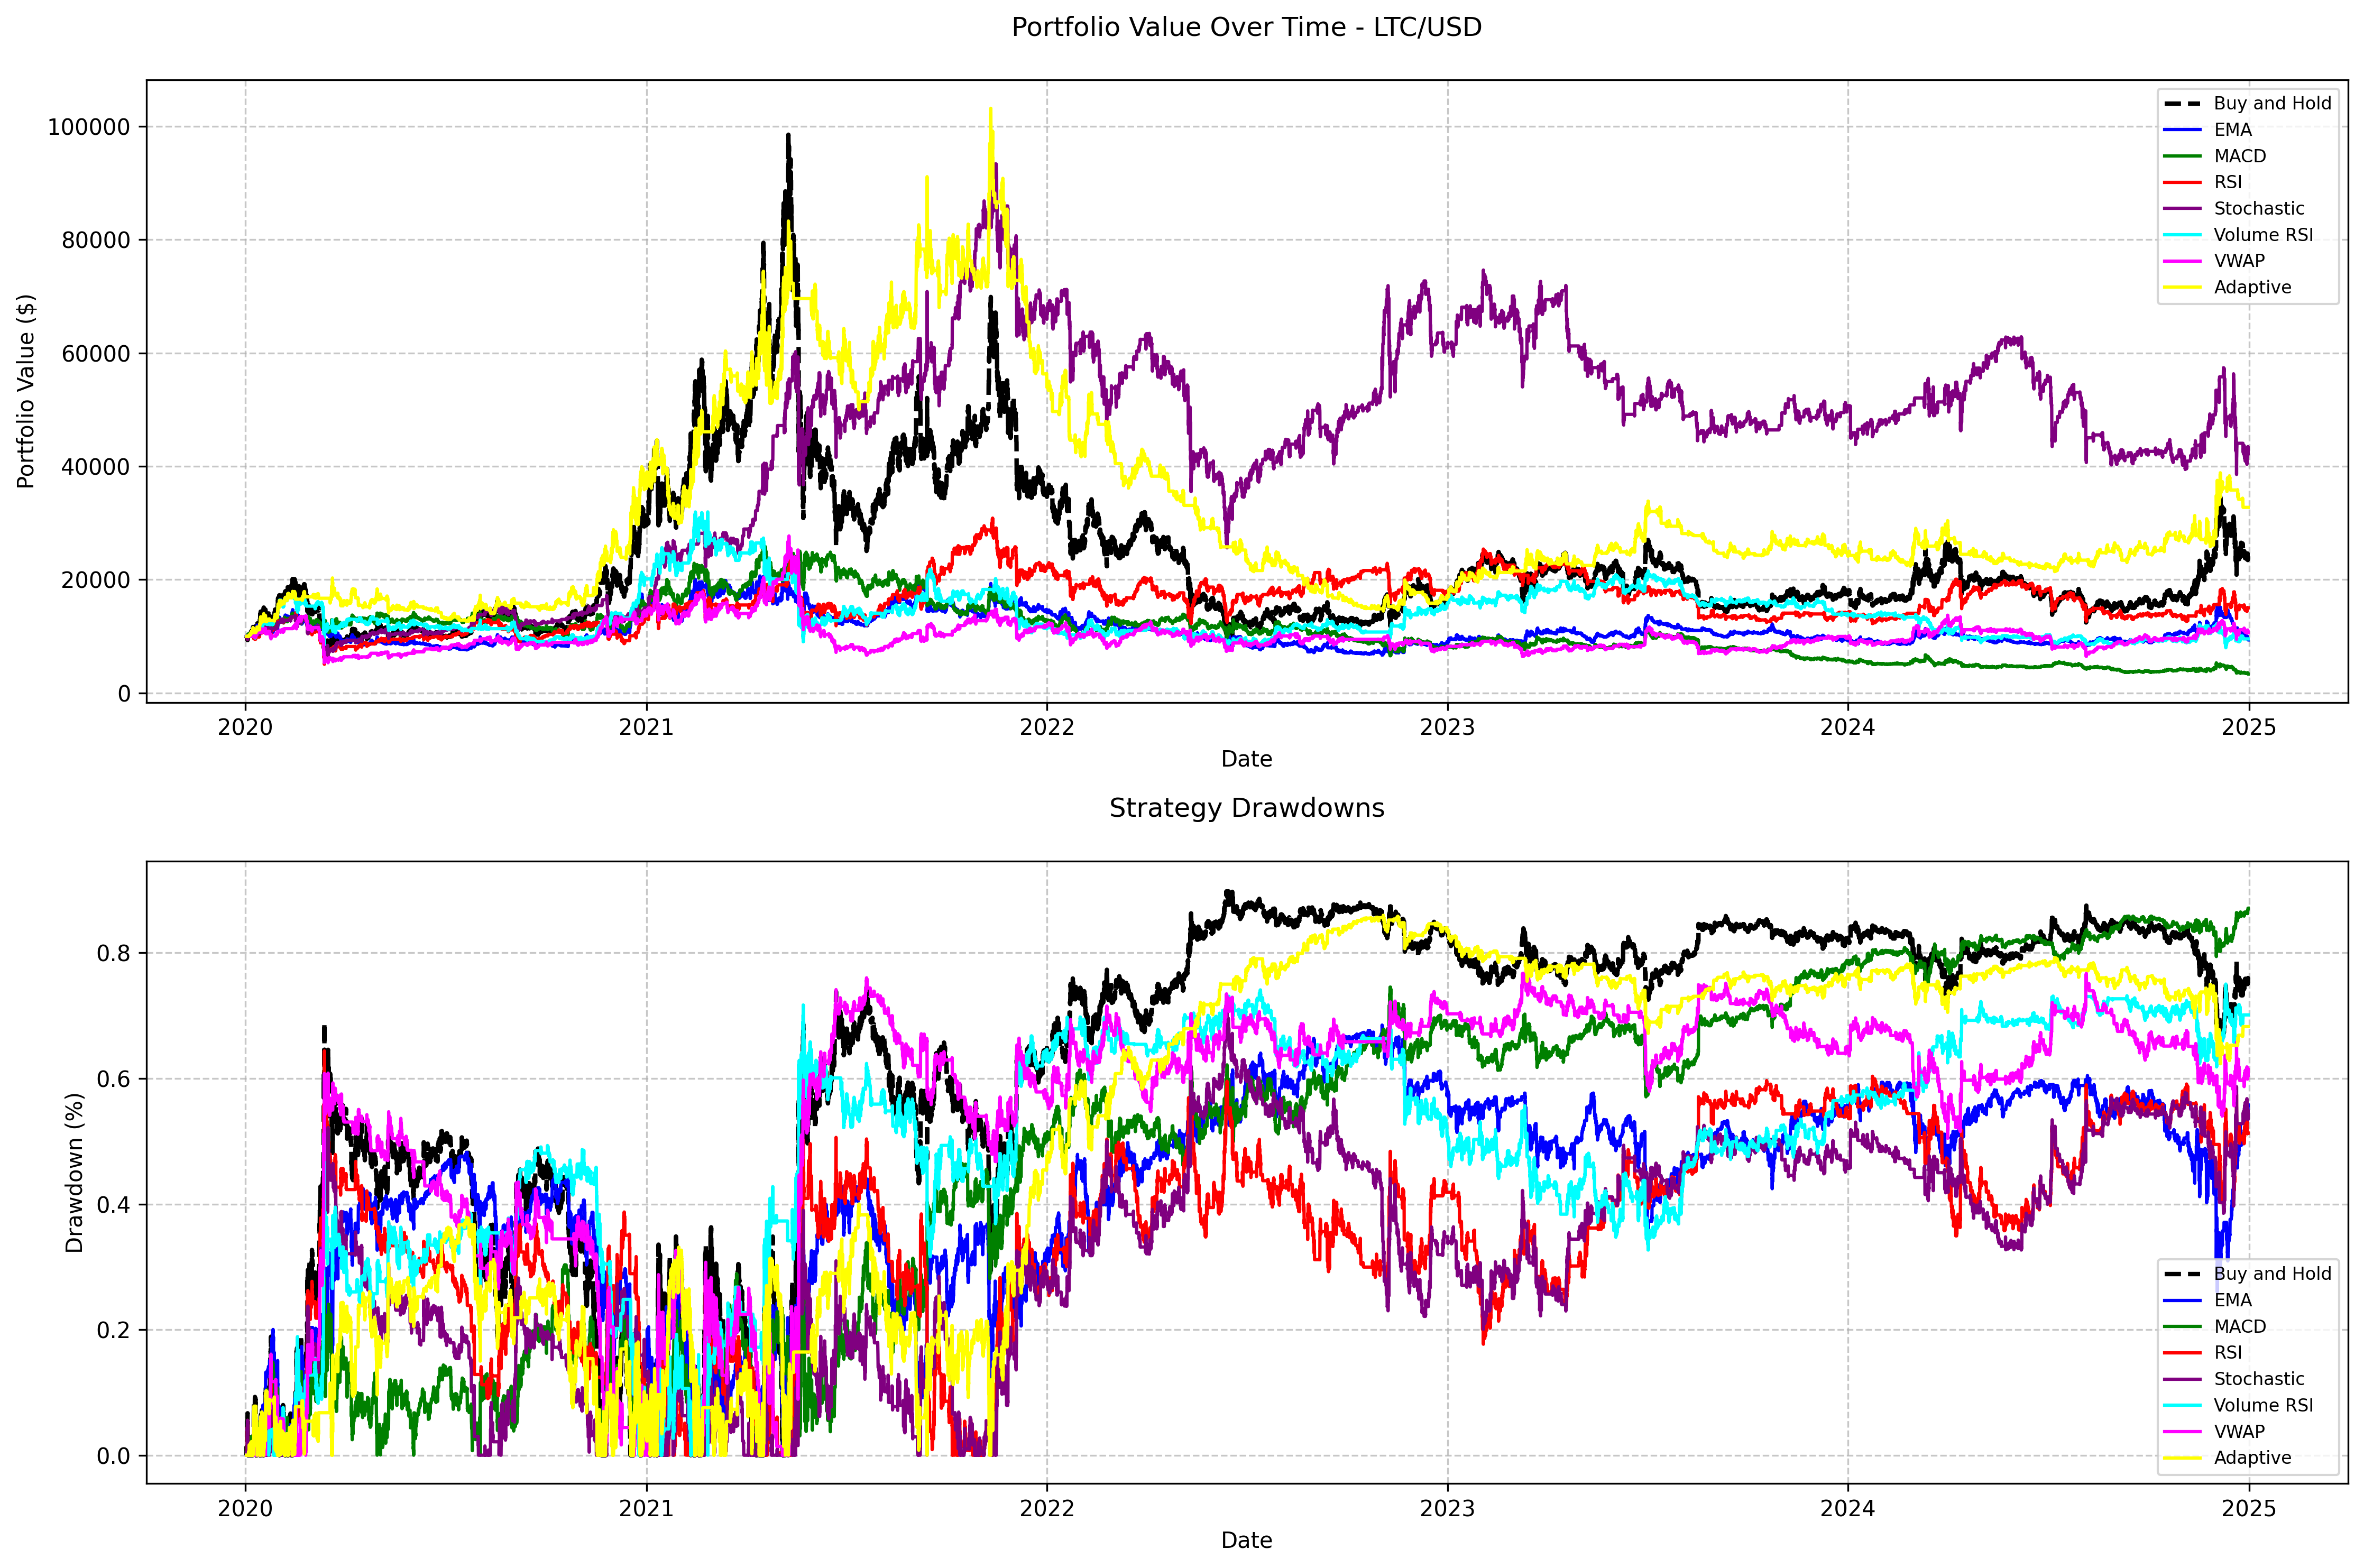 Portfolio Value Over Time - LTC/USD
Portfolio Value ($)
100000
80000
60000
40000
20000
0
Buy and Hold
EMA
MACD
RSI
Stochastic
Volume RSI
VWAP
Adaptive
2020 2021 2022 2023 2024 2025
Date
Strategy Drawdowns
Drawdown (%)
0.8
0.6
0.4
0.2
0.0
Buy and Hold
EMA
MACD
RSI
Stochastic
Volume RSI
VWAP
Adaptive
2020 2021 2022 2023 2024 2025
Date